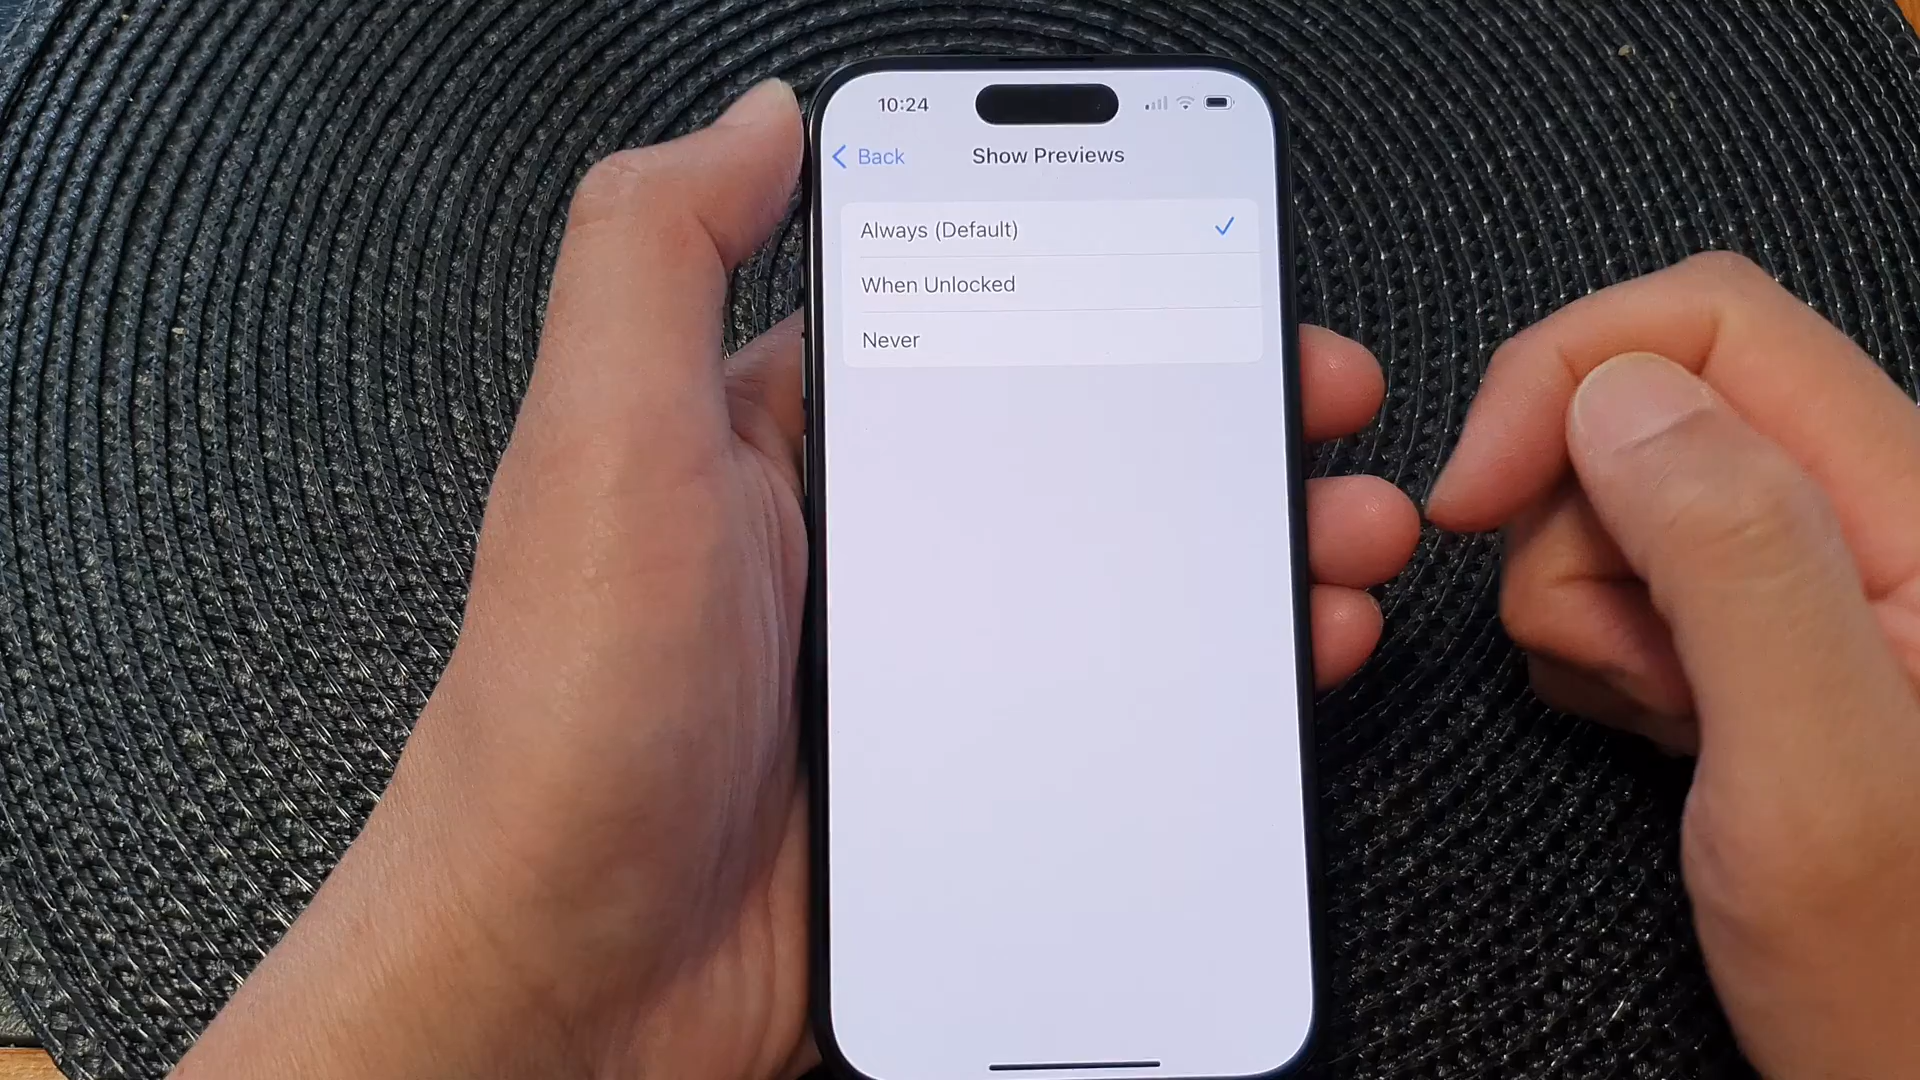 10:24
Back
Show Previews
Always (Default)
When Unlocked
Never